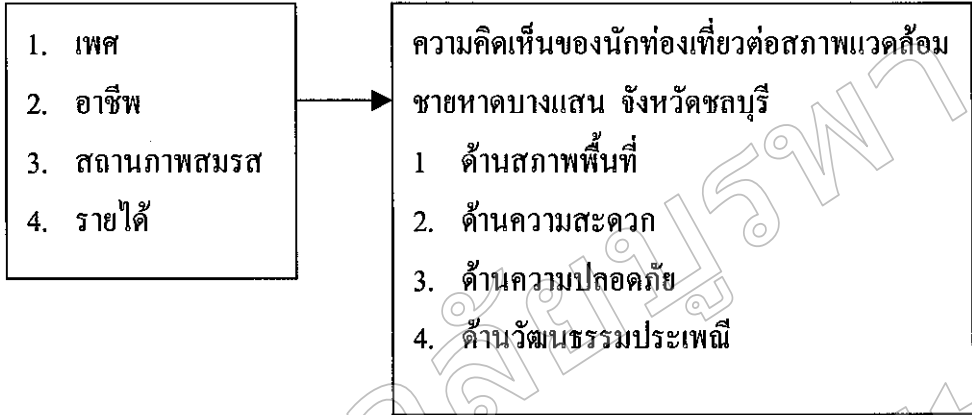 1. เพศ
2. อาชีพ
3. สถานภาพสมรส
4. รายได้
ความคิดเห็นของนักท่องเที่ยวต่อสภาพแวดล้อม
ชายหาดบางแสน จังหวัดชลบุรี
1 ด้านสภาพพื้นที่
2. ด้านความสะดวก
3. ด้านความปลอดภัย
4. ด้านวัฒนธรรมประเพณี
ลัยบูรพา